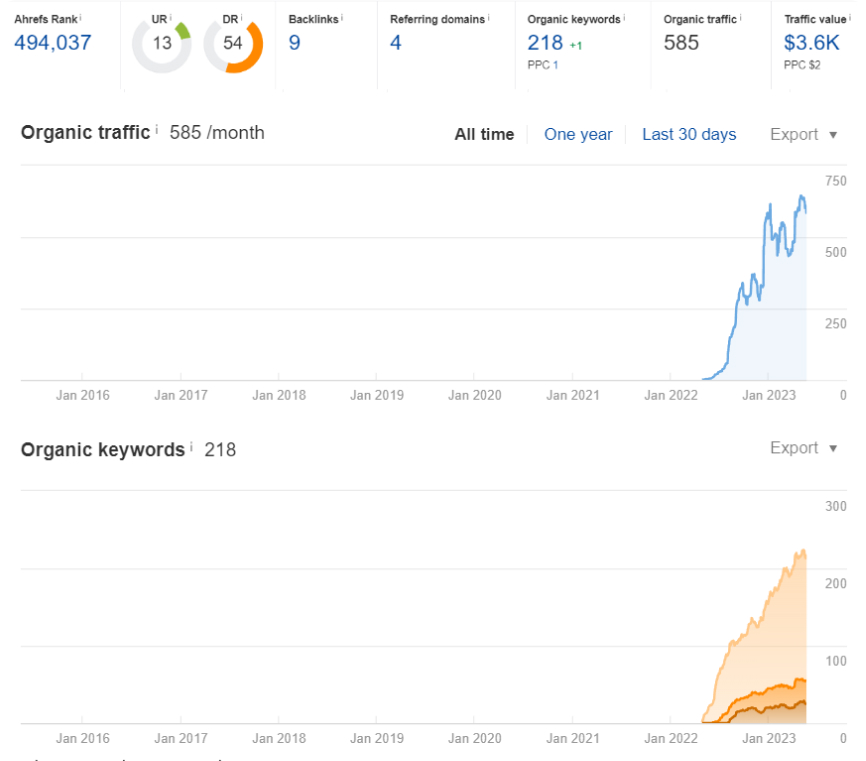 Ahrefs Rank i UR i DR i Backlinks i Referring domains i Organic keywords i Organic traffic i Traffic value i
494,037 13 54 9 4 218 +1 585 $3.6K
PPC 1 PPC $2
Organic traffic i 585 /month All time One year Last 30 days Export ▼
750
500
250
Jan 2016 Jan 2017 Jan 2018 Jan 2019 Jan 2020 Jan 2021 Jan 2022 Jan 2023 0
Organic keywords i 218 Export ▼
300
200
100
Jan 2016 Jan 2017 Jan 2018 Jan 2019 Jan 2020 Jan 2021 Jan 2022 Jan 2023 0